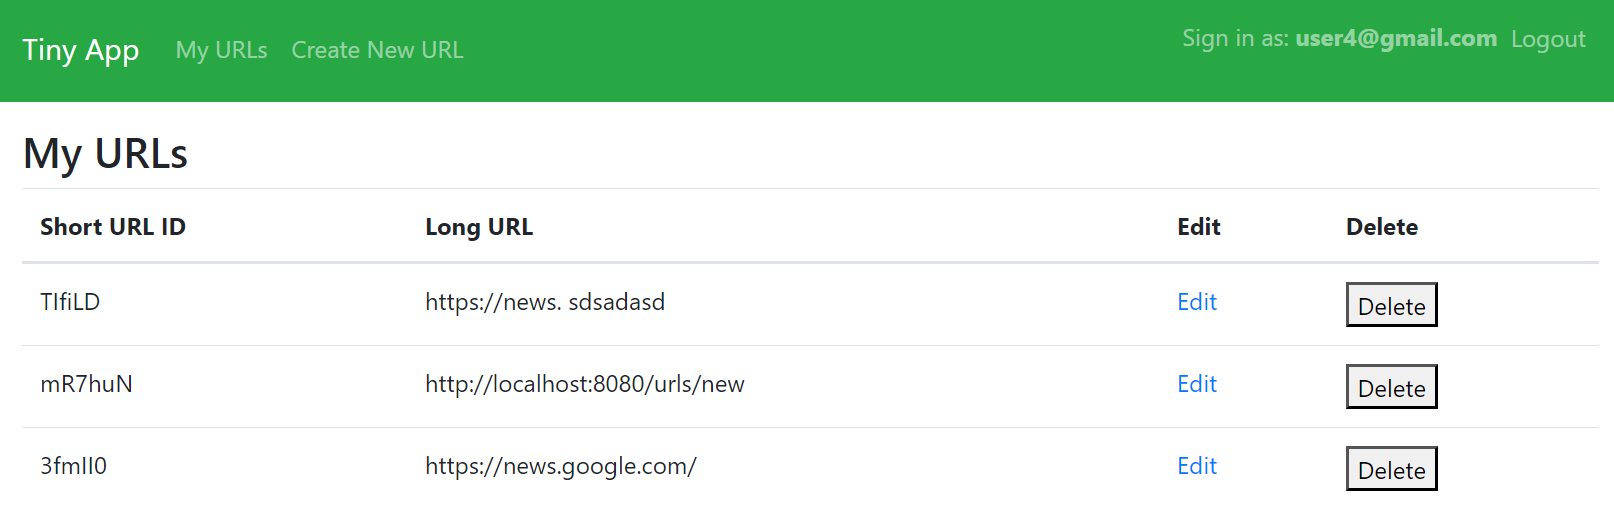 Tiny App My URLs Create New URL Sign in as: user4@gmail.com Logout
My URLs
Short URL ID Long URL Edit Delete
TIfiLD https://news. sdsadasd Edit Delete
mR7huN http://localhost:8080/urls/new Edit Delete
3fmII0 https://news.google.com/ Edit Delete